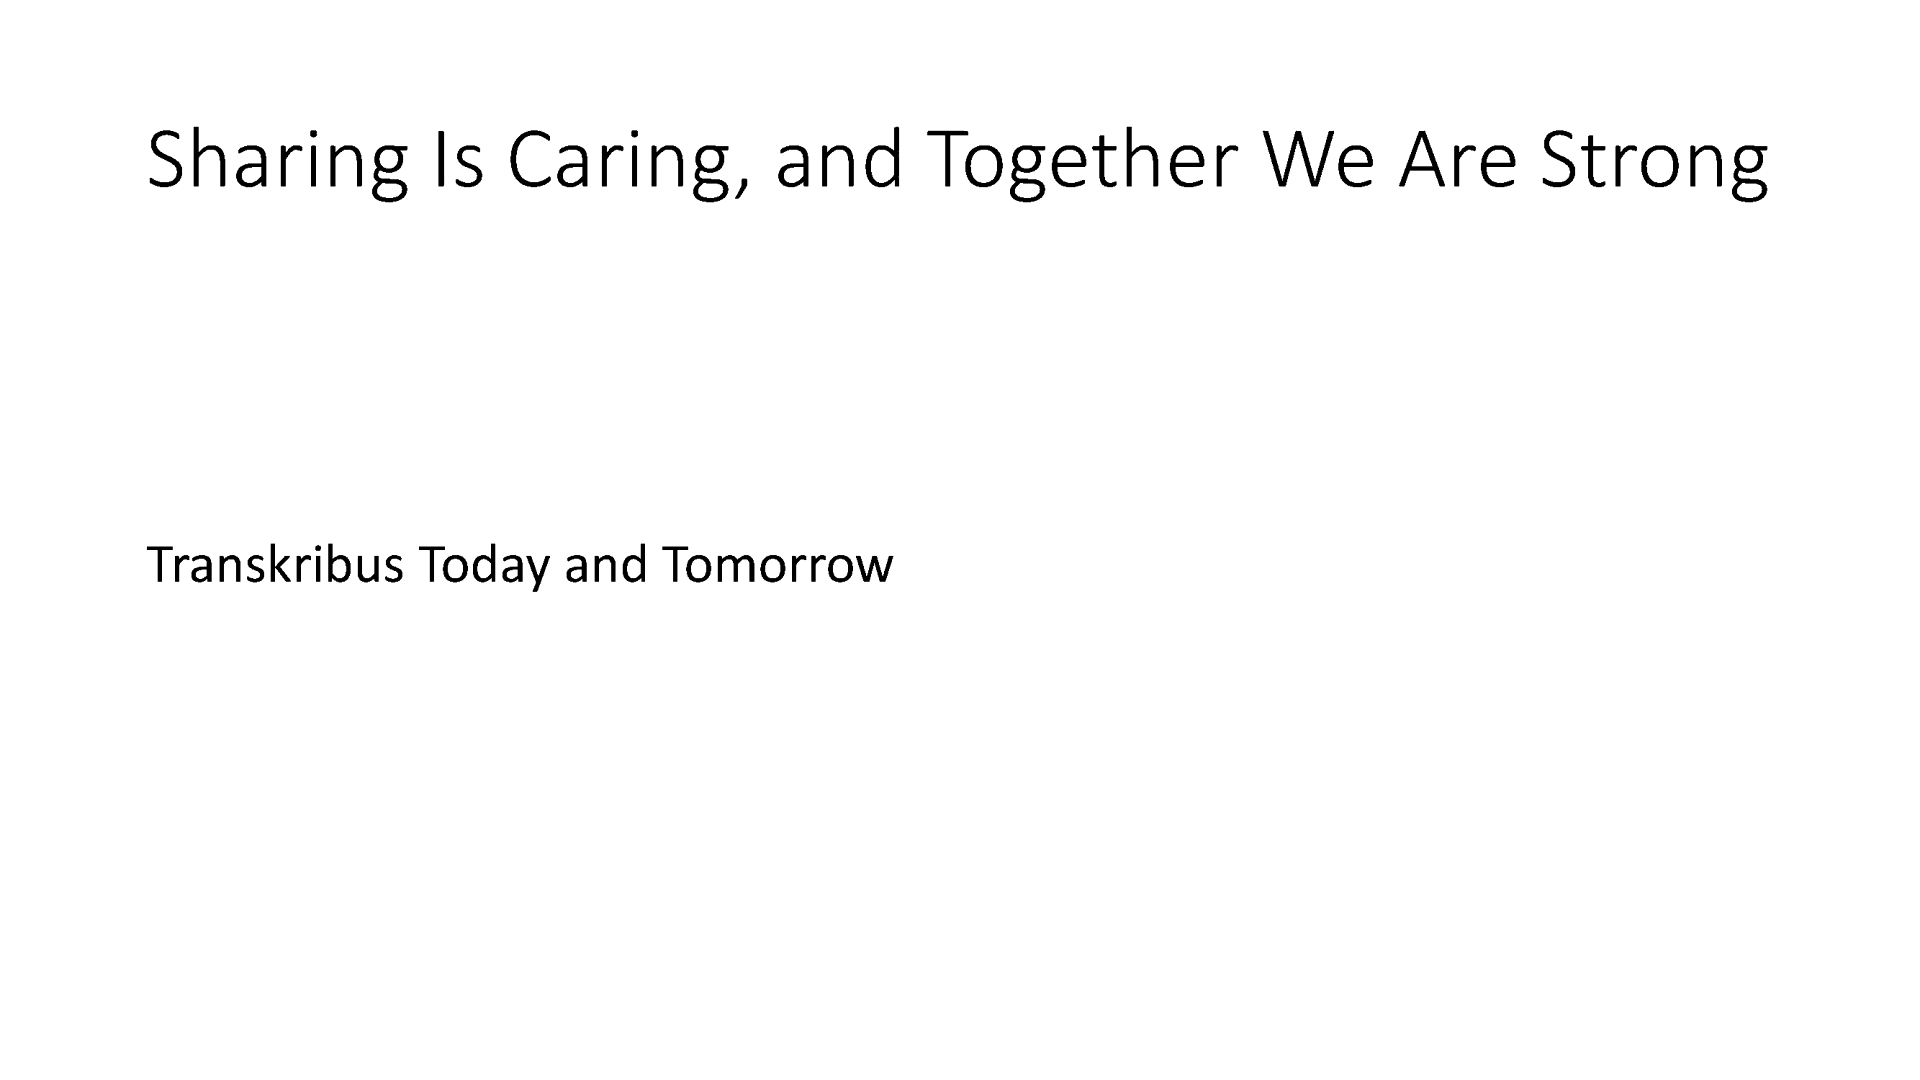 Sharing Is Caring, and Together We Are Strong
Transkribus Today and Tomorrow